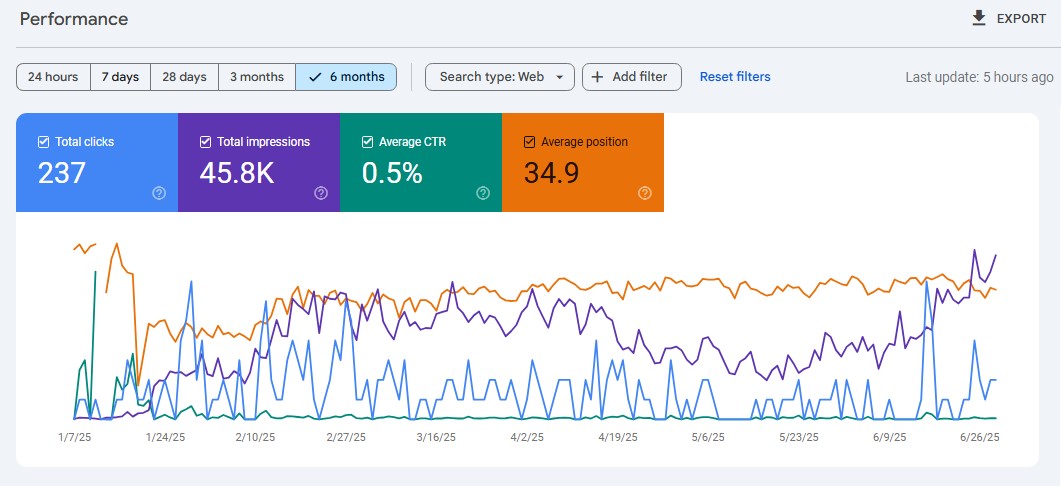 Performance
EXPORT
24 hours 7 days 28 days 3 months 6 months Search type: Web Add filter Reset filters Last update: 5 hours ago
Total clicks Total impressions Average CTR Average position
237 45.8K 0.5% 34.9
1/7/25 1/24/25 2/10/25 2/27/25 3/16/25 4/2/25 4/19/25 5/6/25 5/23/25 6/9/25 6/26/25